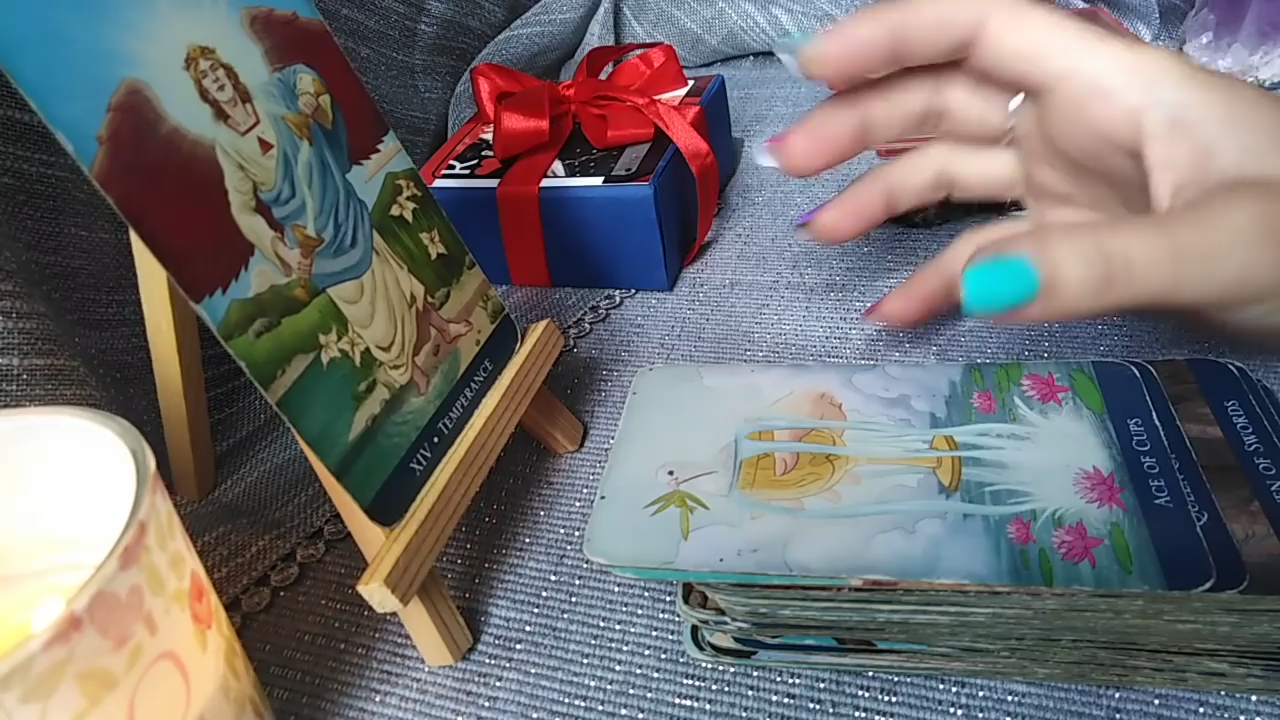 XIV • TEMPERANCE
K
ACE OF CUPS
N OF SWORDS